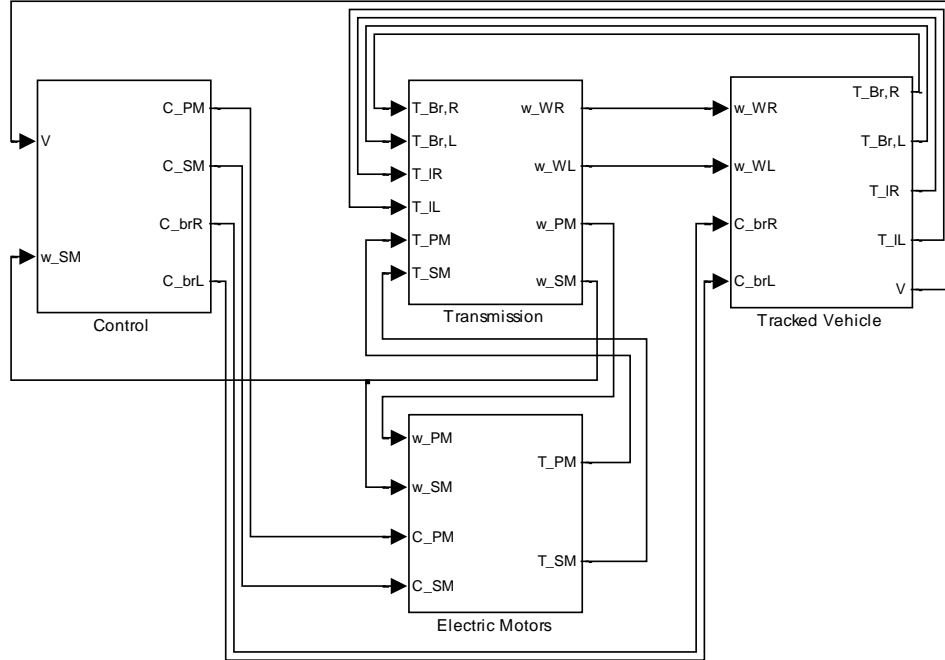 V
w_SM
C_PM
C_SM
C_brR
C_brL
Control
T_Br,R
T_Br,L
T_IR
T_IL
T_PM
T_SM
w_WR
w_WL
w_PM
w_SM
Transmission
w_WR
w_WL
C_brR
C_brL
T_Br,R
T_Br,L
T_IR
T_IL
V
Tracked Vehicle
w_PM
w_SM
C_PM
C_SM
T_PM
T_SM
Electric Motors